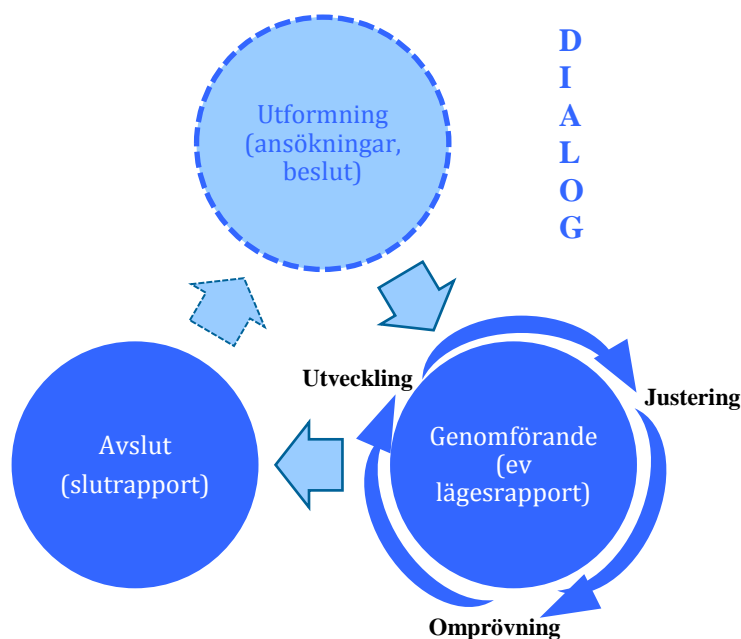 Utformning
(ansökningar,
beslut)
D
I
A
L
O
G
Utveckling
Justering
Genomförande
(ev
lägesrapport)
Avslut
(slutrapport)
Omprövning